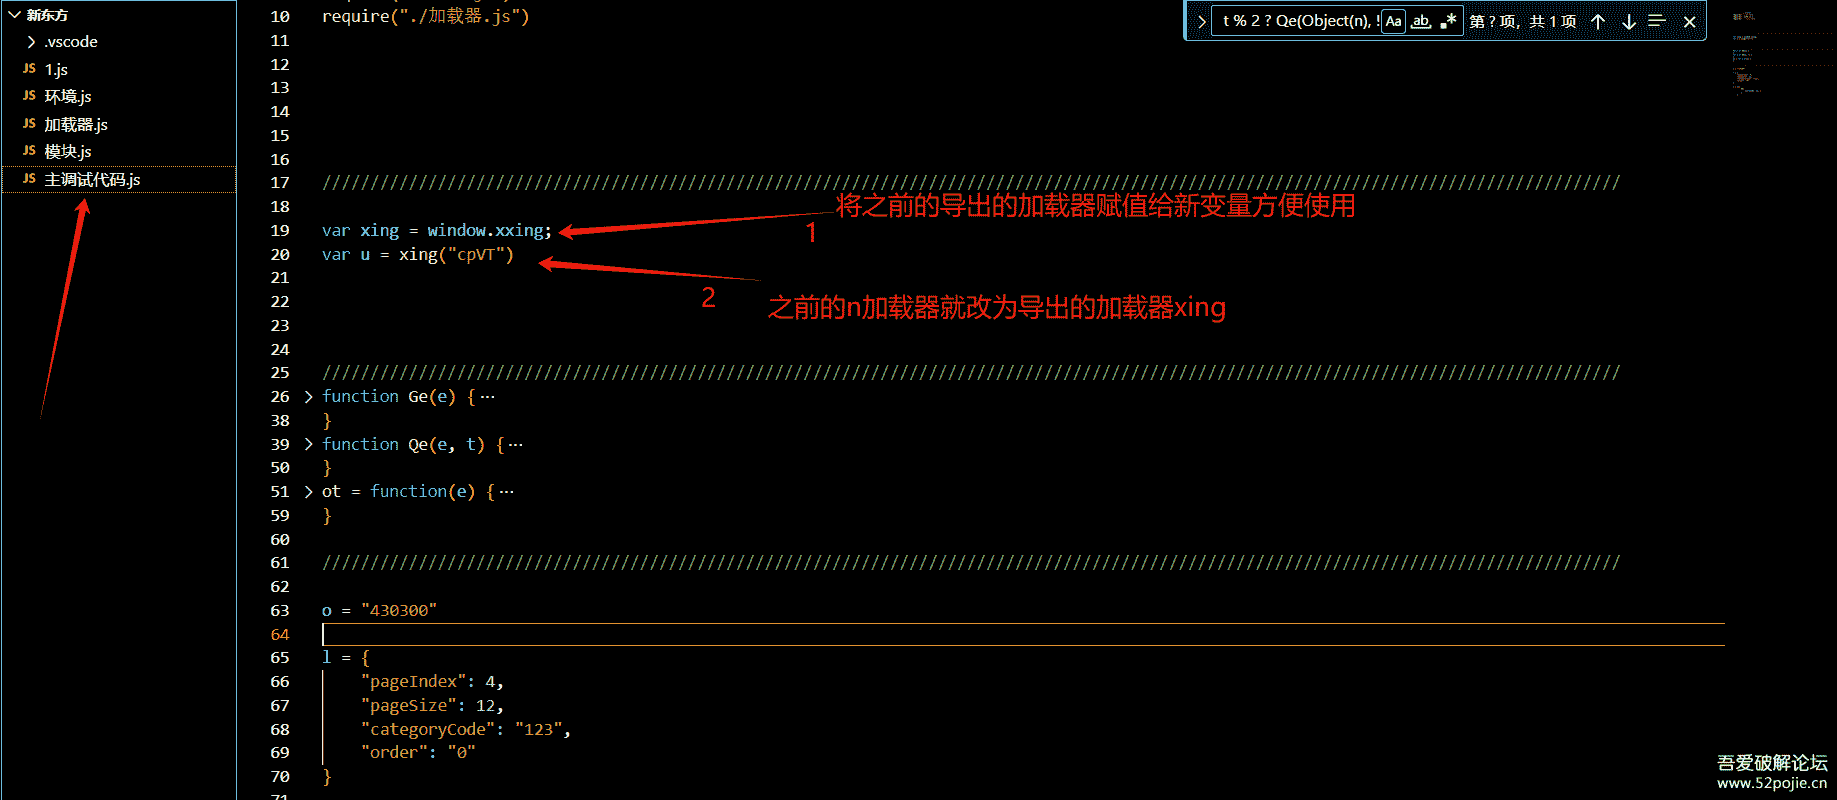 新东方
.vscode
JS 1.js
JS 环境.js
JS 加载器.js
JS 模块.js
JS 主调试代码.js
t % 2 ? Qe(Object(n), ! Aa ab 第 ? 项, 共 1 项
10 require("./加载器.js")
11
12
13
14
15
16
17 ////////////////////////////////////////////////////////////////////////////////////////////////////////////////////////////////////////
18
将之前的导出的加载器赋值给新变量方便使用
1
19 var xing = window.xxing;
20 var u = xing("cpVT")
21
2
之前的n加载器就改为导出的加载器xing
22
23
24
25 ////////////////////////////////////////////////////////////////////////////////////////////////////////////////////////////////////////
26 function Ge(e) {…
38 }
39 function Qe(e, t) {…
50 }
51 ot = function(e) {…
59 }
60
61 ////////////////////////////////////////////////////////////////////////////////////////////////////////////////////////////////////////
62
63 o = "430300"
64
65 l = {
66 "pageIndex": 4,
67 "pageSize": 12,
68 "categoryCode": "123",
69 "order": "0"
70 }
71
吾爱破解论坛
www.52pojie.cn